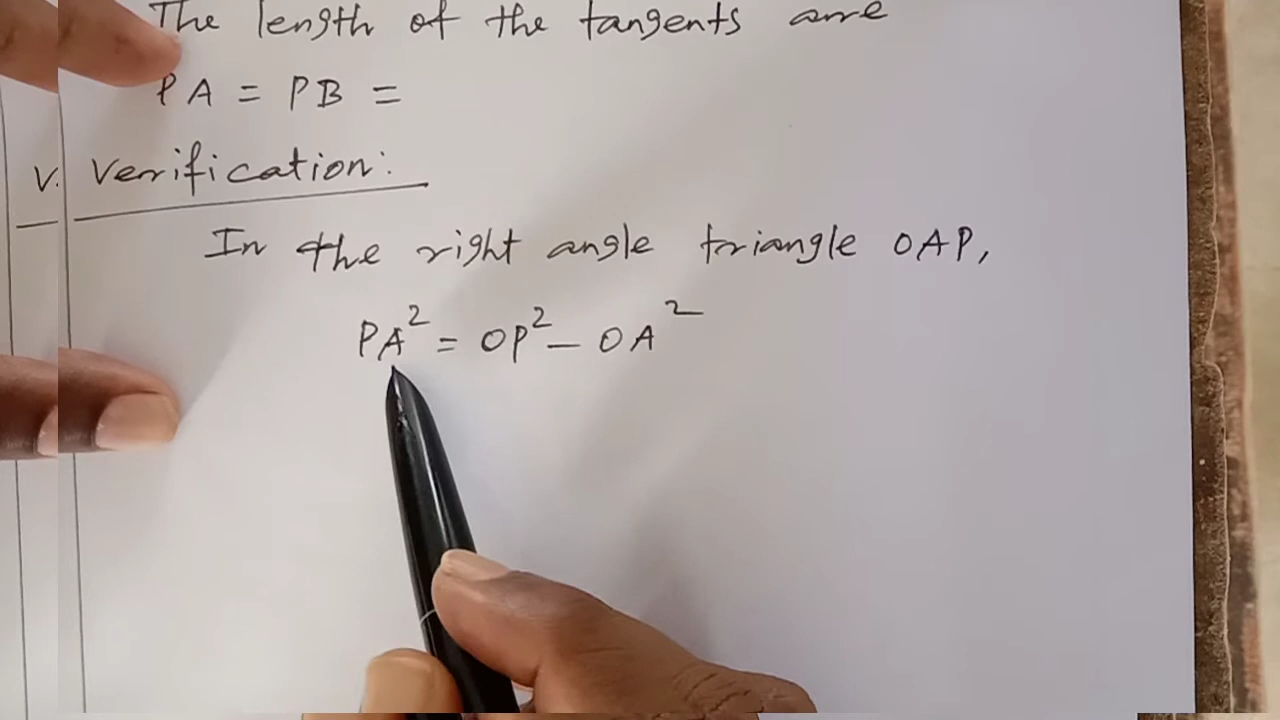 The length of the tangents are
PA = PB =
V. Verification:
In the right angle triangle OAP,
PA² = OP² – OA²